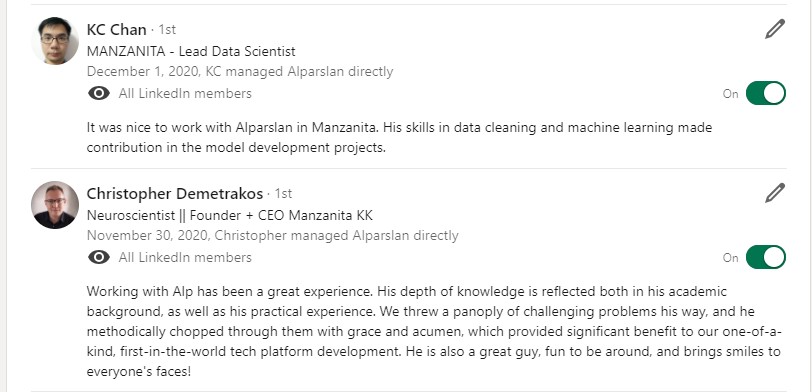 KC Chan · 1st
MANZANITA - Lead Data Scientist
December 1, 2020, KC managed Alparslan directly
All LinkedIn members
On
It was nice to work with Alparslan in Manzanita. His skills in data cleaning and machine learning made
contribution in the model development projects.
Christopher Demetrakos · 1st
Neuroscientist || Founder + CEO Manzanita KK
November 30, 2020, Christopher managed Alparslan directly
All LinkedIn members
On
Working with Alp has been a great experience. His depth of knowledge is reflected both in his academic
background, as well as his practical experience. We threw a panoply of challenging problems his way, and he
methodically chopped through them with grace and acumen, which provided significant benefit to our one-of-a-
kind, first-in-the-world tech platform development. He is also a great guy, fun to be around, and brings smiles to
everyone's faces!